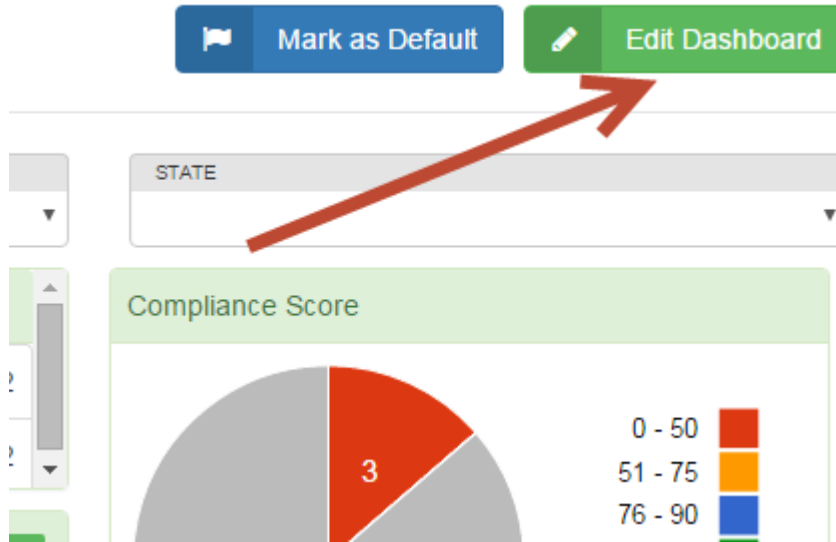 Mark as Default
Edit Dashboard
STATE
Compliance Score
3
0 - 50
51 - 75
76 - 90